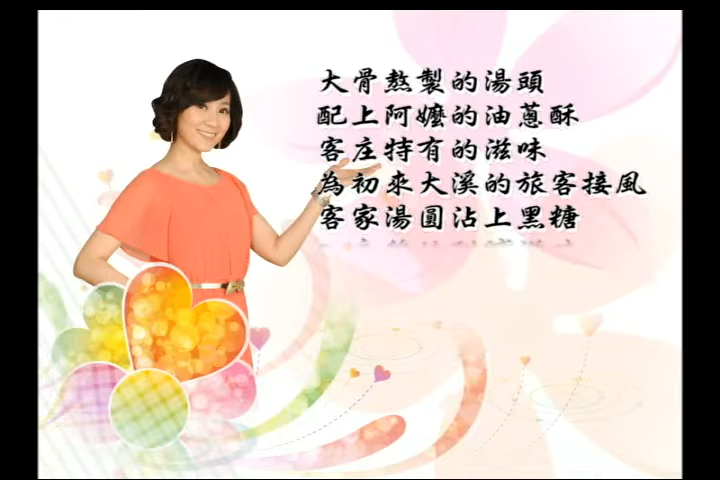 大骨熬製的湯頭
配上阿嬤的油蔥酥
客庄特有的滋味
為初來大溪的旅客接風
客家湯圓沾上黑糖